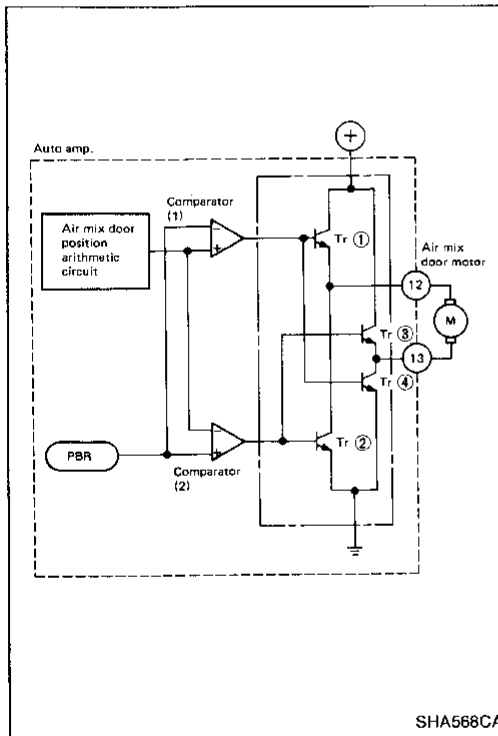 Auto amp.
Comparator
(1)
Air mix door
position
arithmetic
circuit
−
+
+
Tr ①
Air mix
door motor
12
M
Tr ③
13
Tr ④
−
+
Tr ②
PBR
Comparator
(2)
SHA568CA